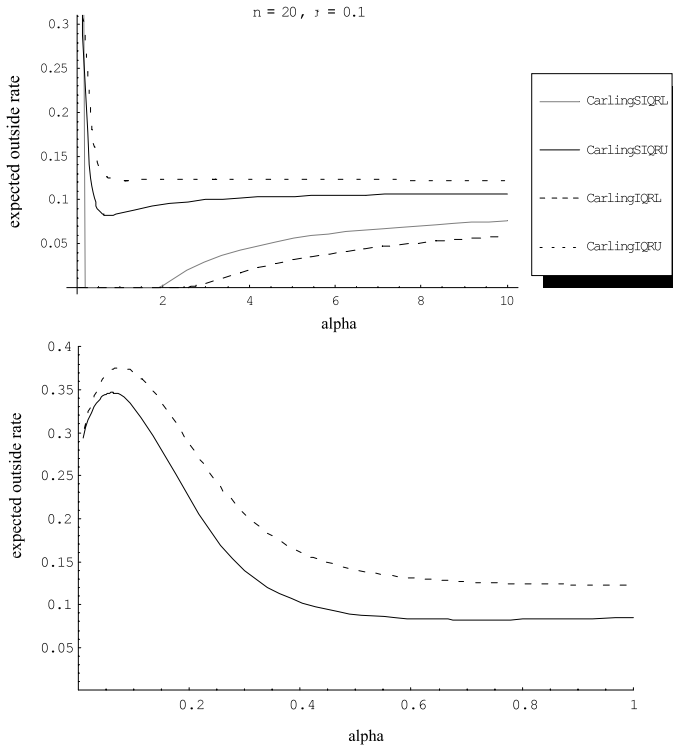 n = 20 , γ = 0.1
expected outside rate
0.3
0.25
0.2
0.15
0.1
0.05
2
4
6
8
10
alpha
CarlingSIQRL
CarlingSIQRU
CarlingIQRL
CarlingIQRU
expected outside rate
0.4
0.35
0.3
0.25
0.2
0.15
0.1
0.05
0.2
0.4
0.6
0.8
1
alpha